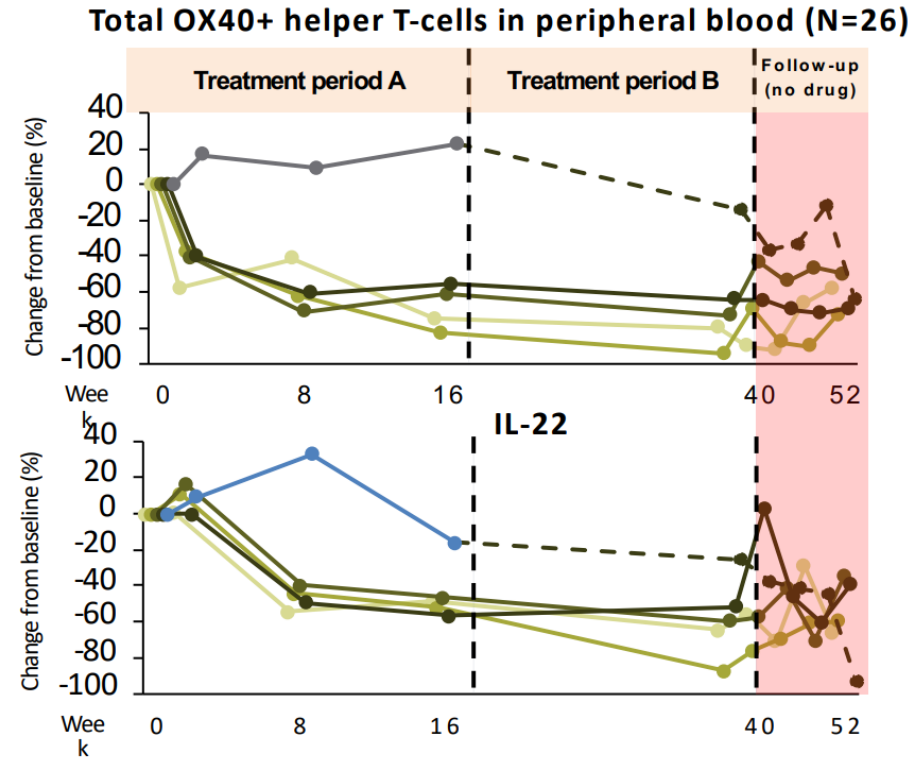 Total OX40+ helper T-cells in peripheral blood (N=26)
Treatment period A
Treatment period B
Follow-up
(no drug)
Change from baseline (%)
40
20
0
-20
-40
-60
-80
-100
Wee
k
0
8
16
40
52
IL-22
Change from baseline (%)
40
20
0
-20
-40
-60
-80
-100
Wee
k
0
8
16
40
52